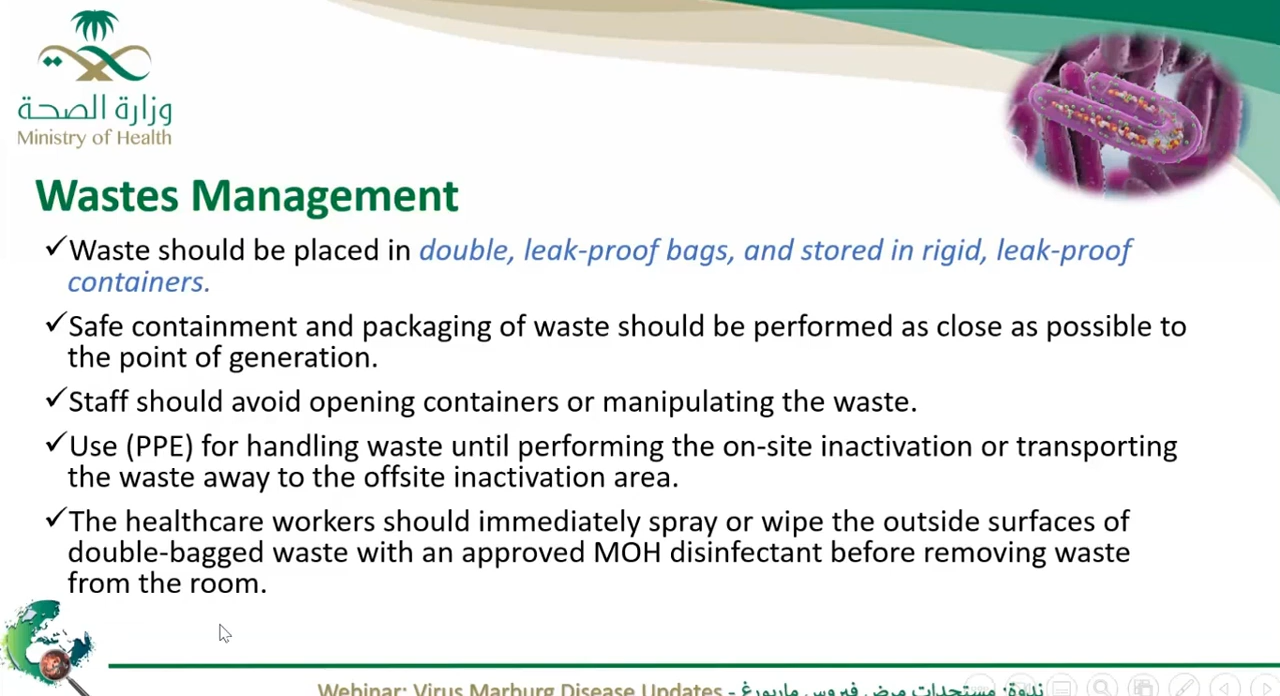 وزارة الصحة
Ministry of Health
Wastes Management
✓Waste should be placed in double, leak-proof bags, and stored in rigid, leak-proof
containers.
✓Safe containment and packaging of waste should be performed as close as possible to
the point of generation.
✓Staff should avoid opening containers or manipulating the waste.
✓Use (PPE) for handling waste until performing the on-site inactivation or transporting
the waste away to the offsite inactivation area.
✓The healthcare workers should immediately spray or wipe the outside surfaces of
double-bagged waste with an approved MOH disinfectant before removing waste
from the room.
Webinar: Virus Marburg Disease Updates - ندوة: مستجدات مرض فيروس ماربورغ